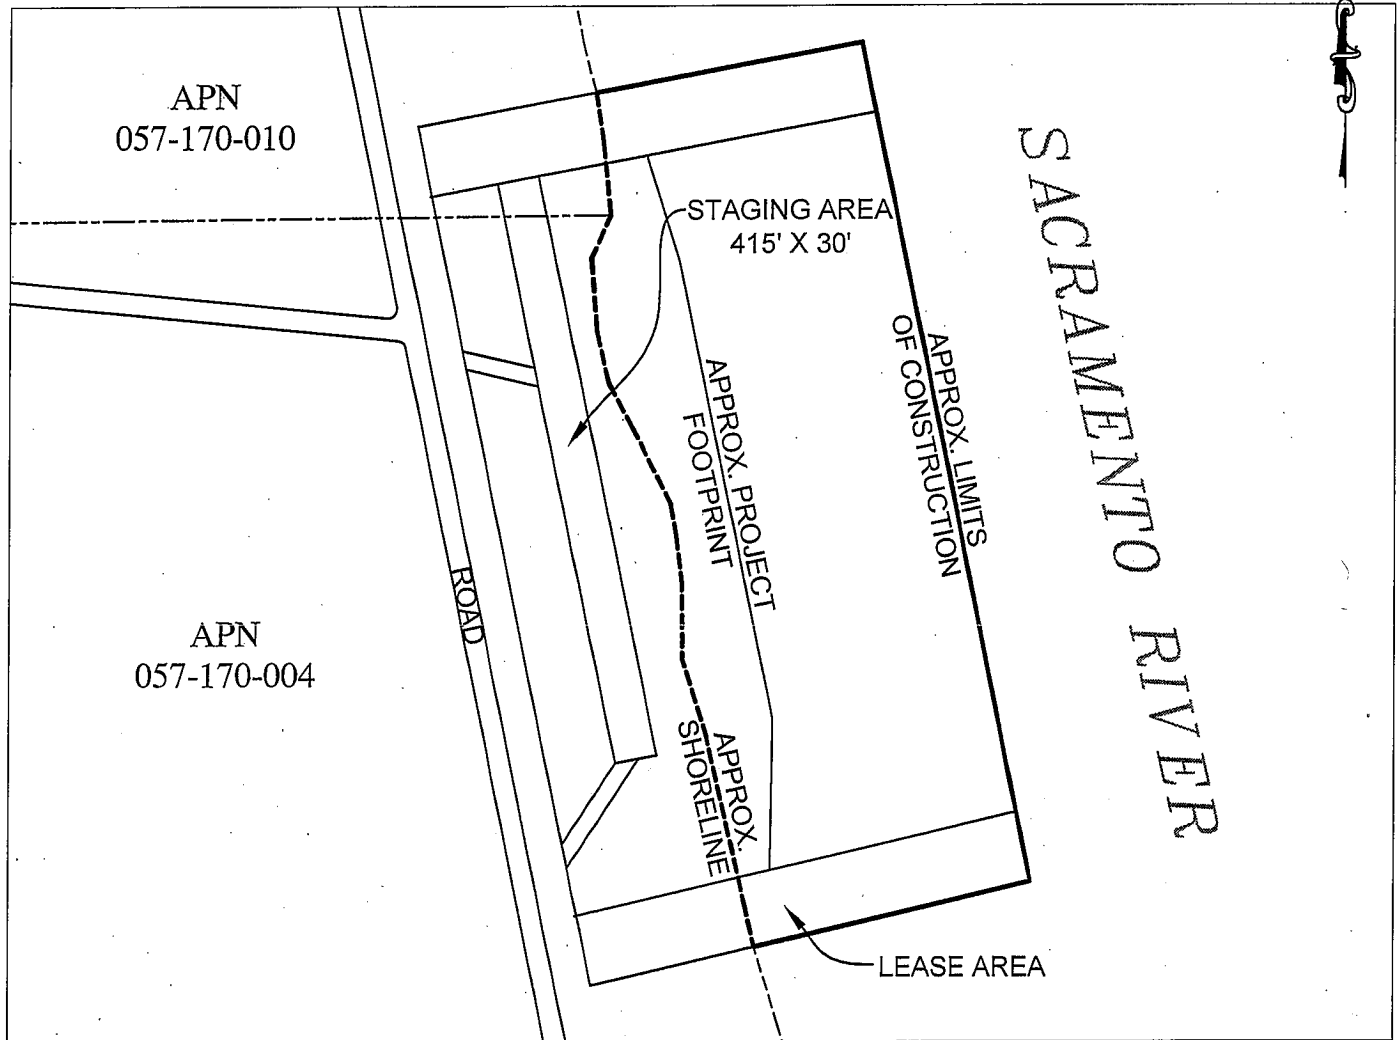 APN
057-170-010
STAGING AREA
415' X 30'
SACRAMENTO RIVER
APPROX. LIMITS
OF CONSTRUCTION
APPROX. PROJECT
FOOTPRINT
ROAD
APN
057-170-004
APPROX.
SHORELINE
LEASE AREA